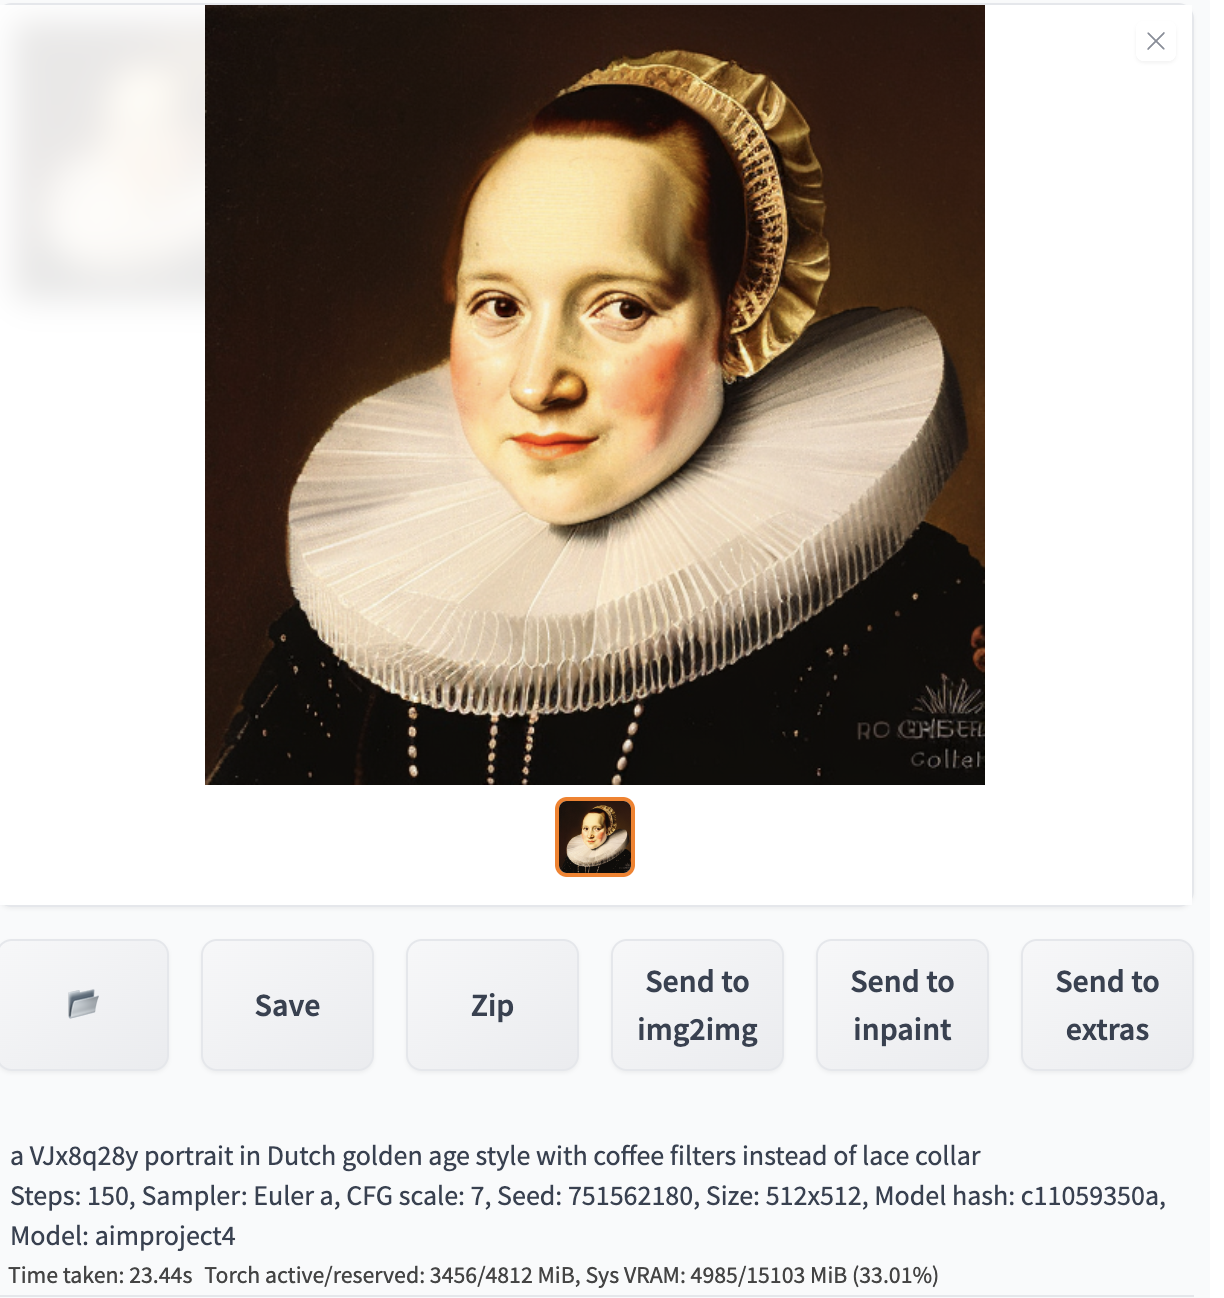 RO
Coller
Save
Zip
Send to
img2img
Send to
inpaint
Send to
extras
a VJx8q28y portrait in Dutch golden age style with coffee filters instead of lace collar
Steps: 150, Sampler: Euler a, CFG scale: 7, Seed: 751562180, Size: 512x512, Model hash: c11059350a,
Model: aimproject4
Time taken: 23.44s Torch active/reserved: 3456/4812 MiB, Sys VRAM: 4985/15103 MiB (33.01%)